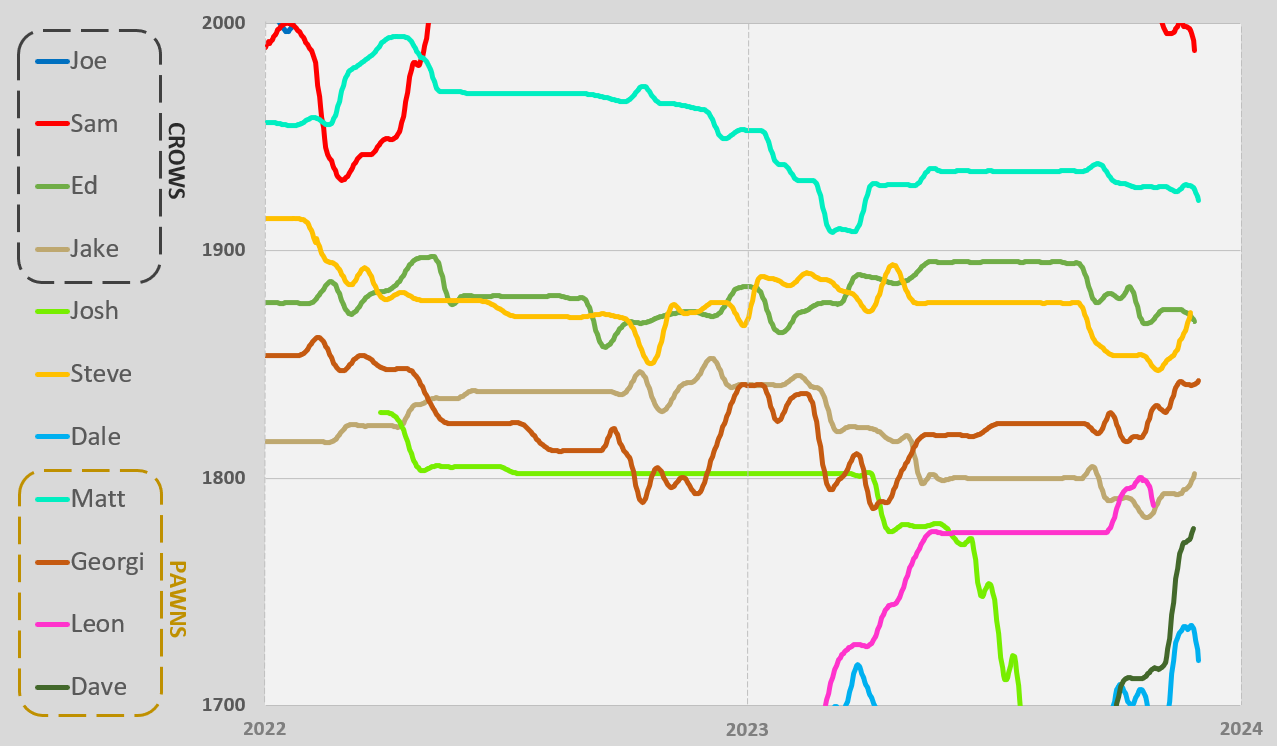 Joe
Sam
Ed
Jake
CROWS
Josh
Steve
Dale
Matt
Georgi
Leon
Dave
PAWNS
2000
1900
1800
1700
2022
2023
2024